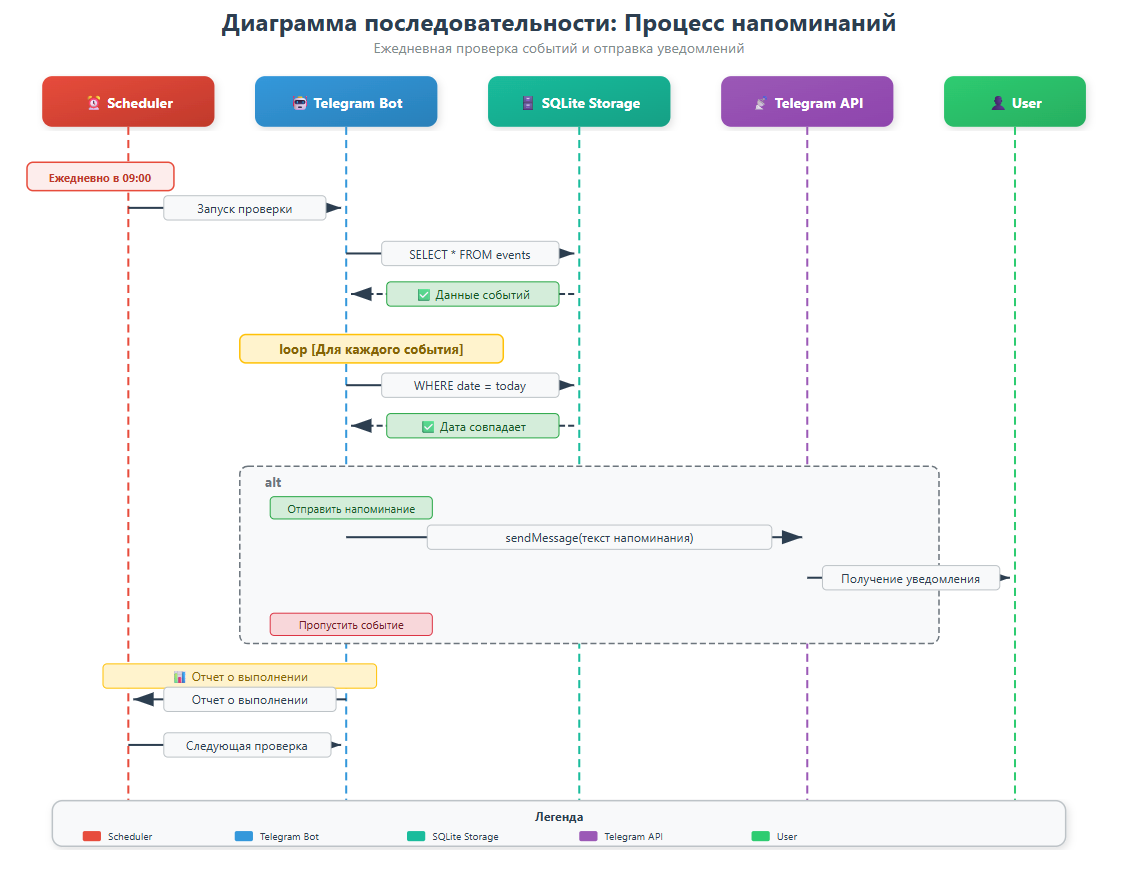 Диаграмма последовательности: Процесс напоминаний
Ежедневная проверка событий и отправка уведомлений
Scheduler
Telegram Bot
SQLite Storage
Telegram API
User
Ежедневно в 09:00
Запуск проверки
SELECT * FROM events
Данные событий
loop [Для каждого события]
WHERE date = today
Дата совпадает
alt
Отправить напоминание
sendMessage(текст напоминания)
Получение уведомления
Пропустить событие
Отчет о выполнении
Отчет о выполнении
Следующая проверка
Легенда
Scheduler
Telegram Bot
SQLite Storage
Telegram API
User